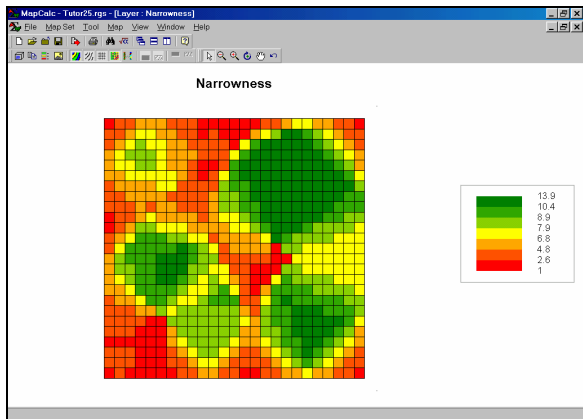 MapCalc - Tutor25.rgs - [Layer : Narrowness]
File Map Set Tool Map View Window Help
Narrowness
13.9
10.4
8.9
7.9
6.8
4.8
2.6
1